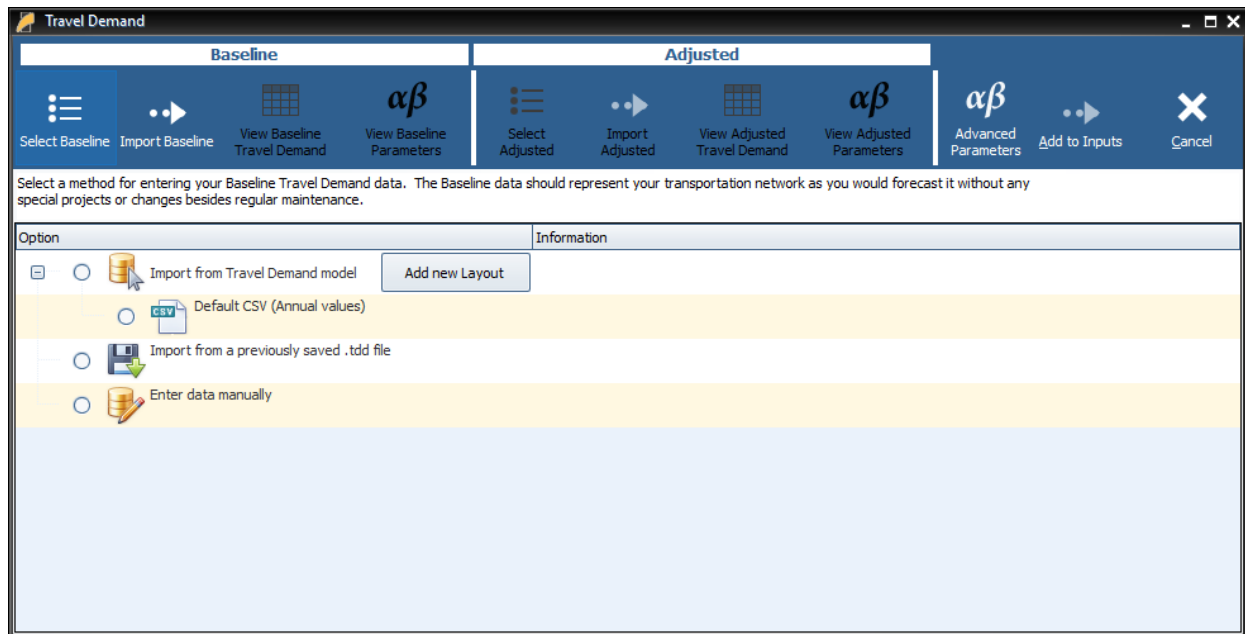 Travel Demand
Baseline
Adjusted
Select Baseline
Import Baseline
View Baseline
Travel Demand
View Baseline
Parameters
Select
Adjusted
Import
Adjusted
View Adjusted
Travel Demand
View Adjusted
Parameters
Advanced
Parameters
Add to Inputs
Cancel
αβ
αβ
αβ
Select a method for entering your Baseline Travel Demand data. The Baseline data should represent your transportation network as you would forecast it without any
special projects or changes besides regular maintenance.
Option
Information
Import from Travel Demand model
Add new Layout
CSV
Default CSV (Annual values)
Import from a previously saved .tdd file
Enter data manually